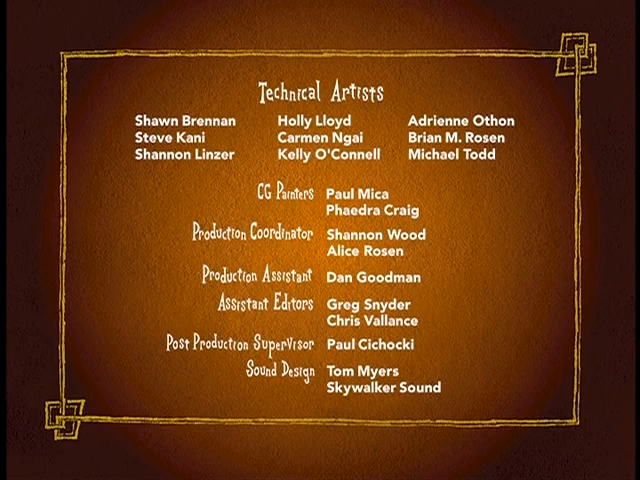 Technical Artists
Shawn Brennan Holly Lloyd Adrienne Othon
Steve Kani Carmen Ngai Brian M. Rosen
Shannon Linzer Kelly O'Connell Michael Todd
CG Painters Paul Mica
Phaedra Craig
Production Coordinator Shannon Wood
Alice Rosen
Production Assistant Dan Goodman
Assistant Editors Greg Snyder
Chris Vallance
Post Production Supervisor Paul Cichocki
Sound Design Tom Myers
Skywalker Sound